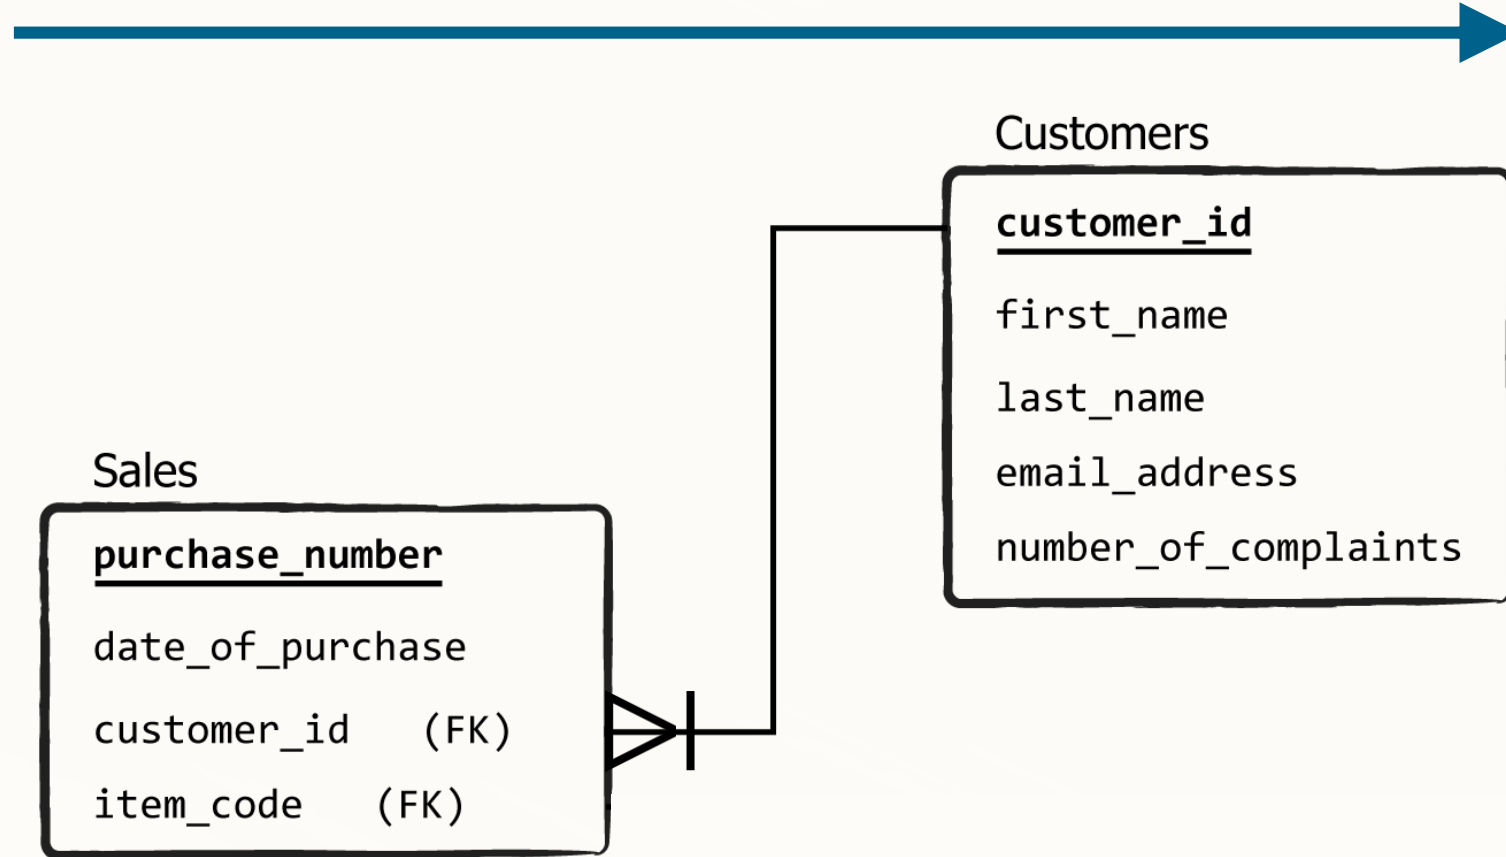 Customers
customer_id
first_name
last_name
email_address
number_of_complaints
Sales
purchase_number
date_of_purchase
customer_id (FK)
item_code (FK)